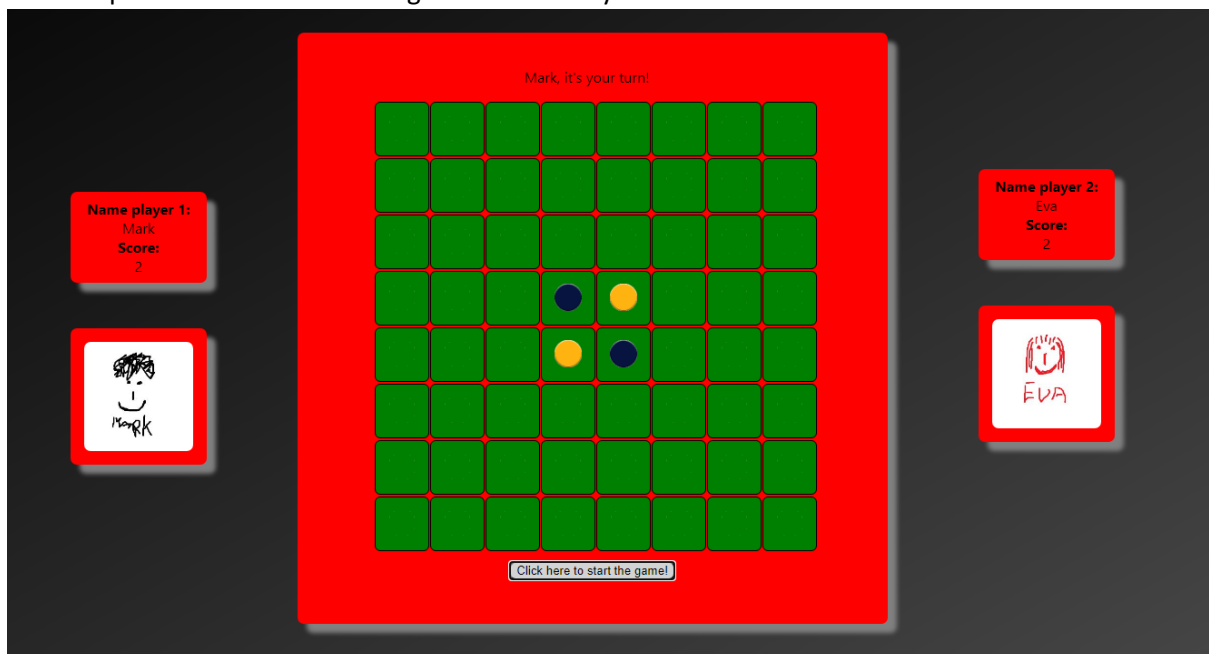 Mark, it's your turn!
Name player 1:
Mark
Score:
2
MaRK
Name player 2:
Eva
Score:
2
EVA
Click here to start the game!